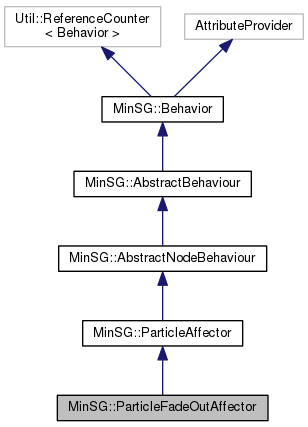 Util::ReferenceCounter
< Behavior >
AttributeProvider
MinSG::Behavior
MinSG::AbstractBehaviour
MinSG::AbstractNodeBehaviour
MinSG::ParticleAffector
MinSG::ParticleFadeOutAffector